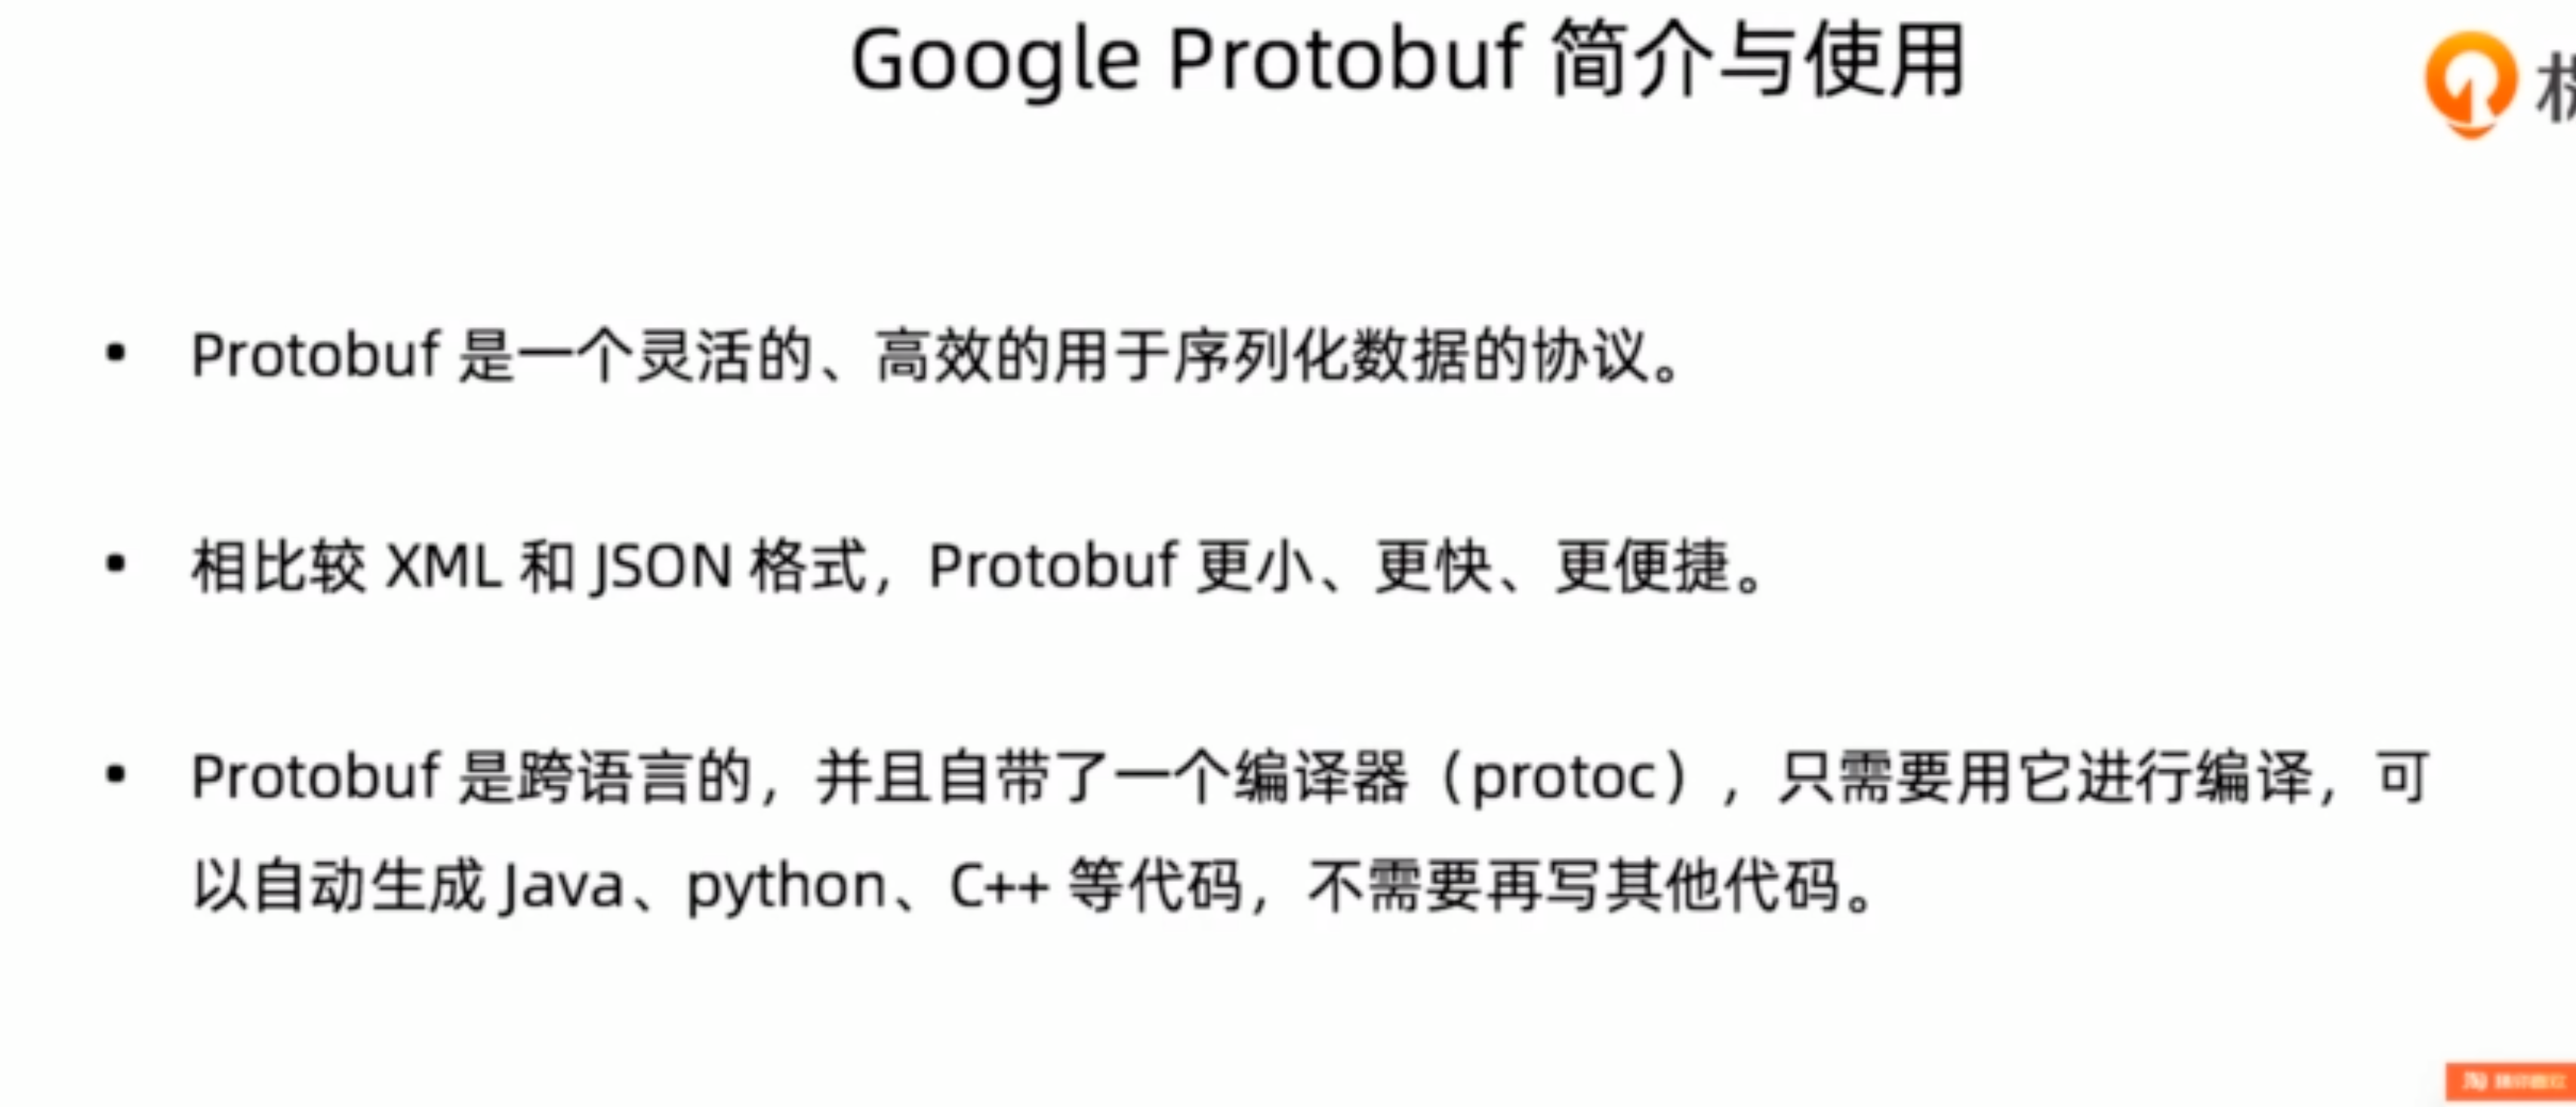 Google Protobuf 简介与使用
• Protobuf 是一个灵活的、高效的用于序列化数据的协议。
• 相比较 XML 和 JSON 格式，Protobuf 更小、更快、更便捷。
• Protobuf 是跨语言的，并且自带了一个编译器（protoc），只需要用它进行编译，可
以自动生成 Java、python、C++ 等代码，不需要再写其他代码。